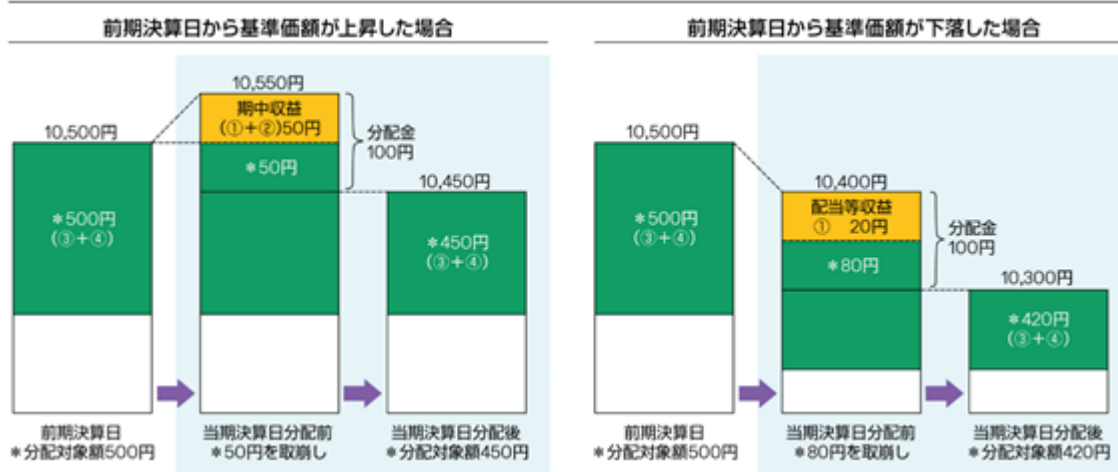 前期決算日から基準価額が上昇した場合
10,500円
＊500円
(③+④)
前期決算日
＊分配対象額500円
10,550円
期中収益
(①+②)50円
＊50円
分配金
100円
当期決算日分配前
＊50円を取崩し
10,450円
＊450円
(③+④)
当期決算日分配後
＊分配対象額450円
前期決算日から基準価額が下落した場合
10,500円
＊500円
(③+④)
前期決算日
＊分配対象額500円
10,400円
配当等収益
① 20円
＊80円
分配金
100円
当期決算日分配前
＊80円を取崩し
10,300円
＊420円
(③+④)
当期決算日分配後
＊分配対象額420円